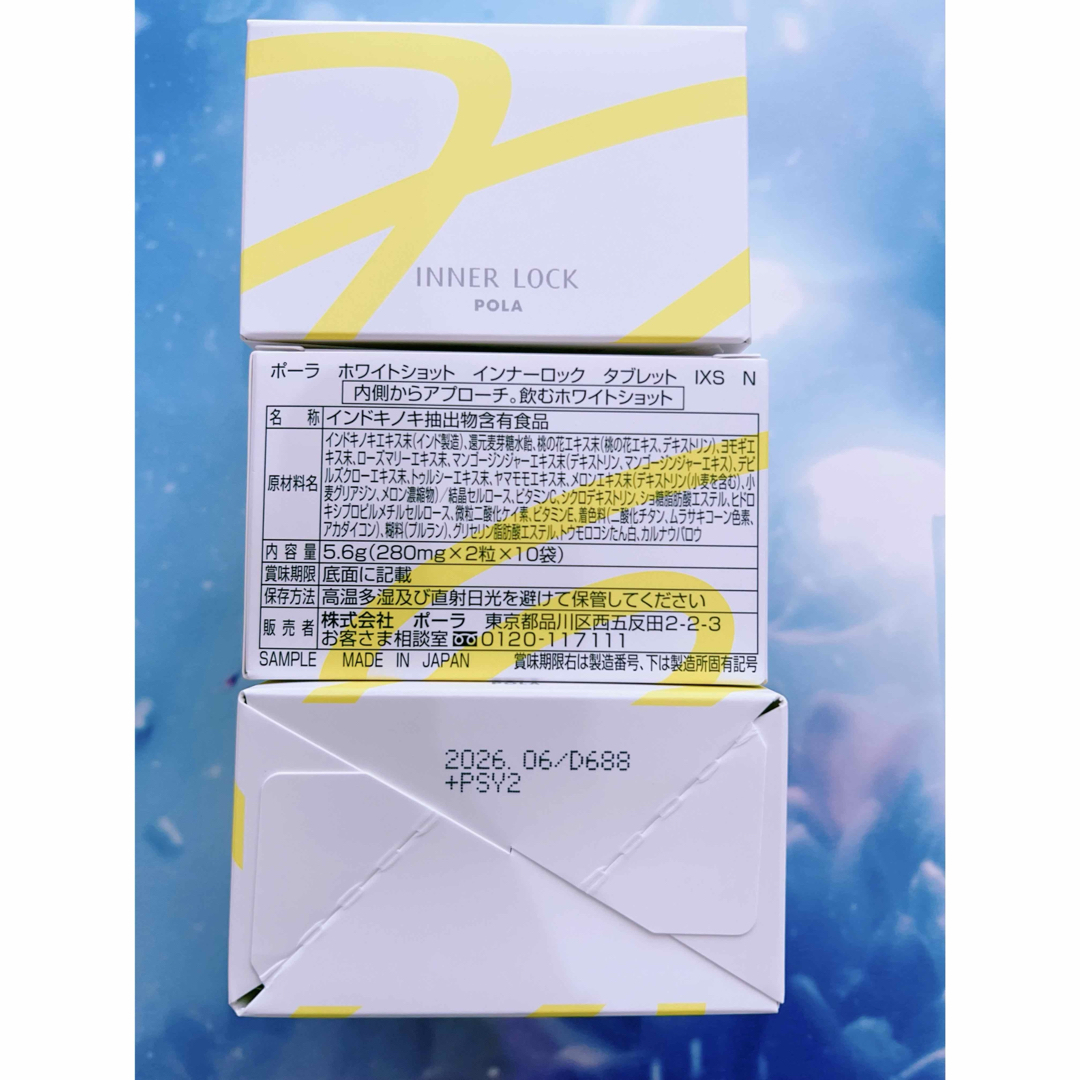 INNER LOCK
POLA
ポーラ ホワイトショット インナーロック タブレット IXS N
内側からアプローチ。飲むホワイトショット
名称 インドキノキ抽出物含有食品
原材料名 インドキノキエキス末(インド製造)、還元麦芽糖水飴、桃の花エキス末(桃の花エキス、デキストリン)、ヨモギエ
キス末、ローズマリーエキス末、マンゴージンジャーエキス末(デキストリン、マンゴージンジャーエキス)、デビ
ルズクローエキス末、トゥルシーエキス末、ヤマモモエキス末、メロンエキス末(デキストリン(小麦を含む)、小
麦グリアジン、メロン濃縮物)/結晶セルロース、ビタミンC、シクロデキストリン、ショ糖脂肪酸エステル、ヒドロ
キシプロピルメチルセルロース、微粒二酸化ケイ素、ビタミンE、着色料(二酸化チタン、ムラサキコーン色素、
アカダイコン)、糊料(プルラン)、グリセリン脂肪酸エステル、トウモロコシたん白、カルナウバロウ
内容量 5.6g(280mg×2粒×10袋)
賞味期限 底面に記載
保存方法 高温多湿及び直射日光を避けて保管してください
販売者 株式会社 ポーラ 東京都品川区西五反田2-2-3
お客さま相談室 0120-117111
SAMPLE MADE IN JAPAN 賞味期限右は製造番号、下は製造所固有記号
POLA
2026.06/D688
+PSY2